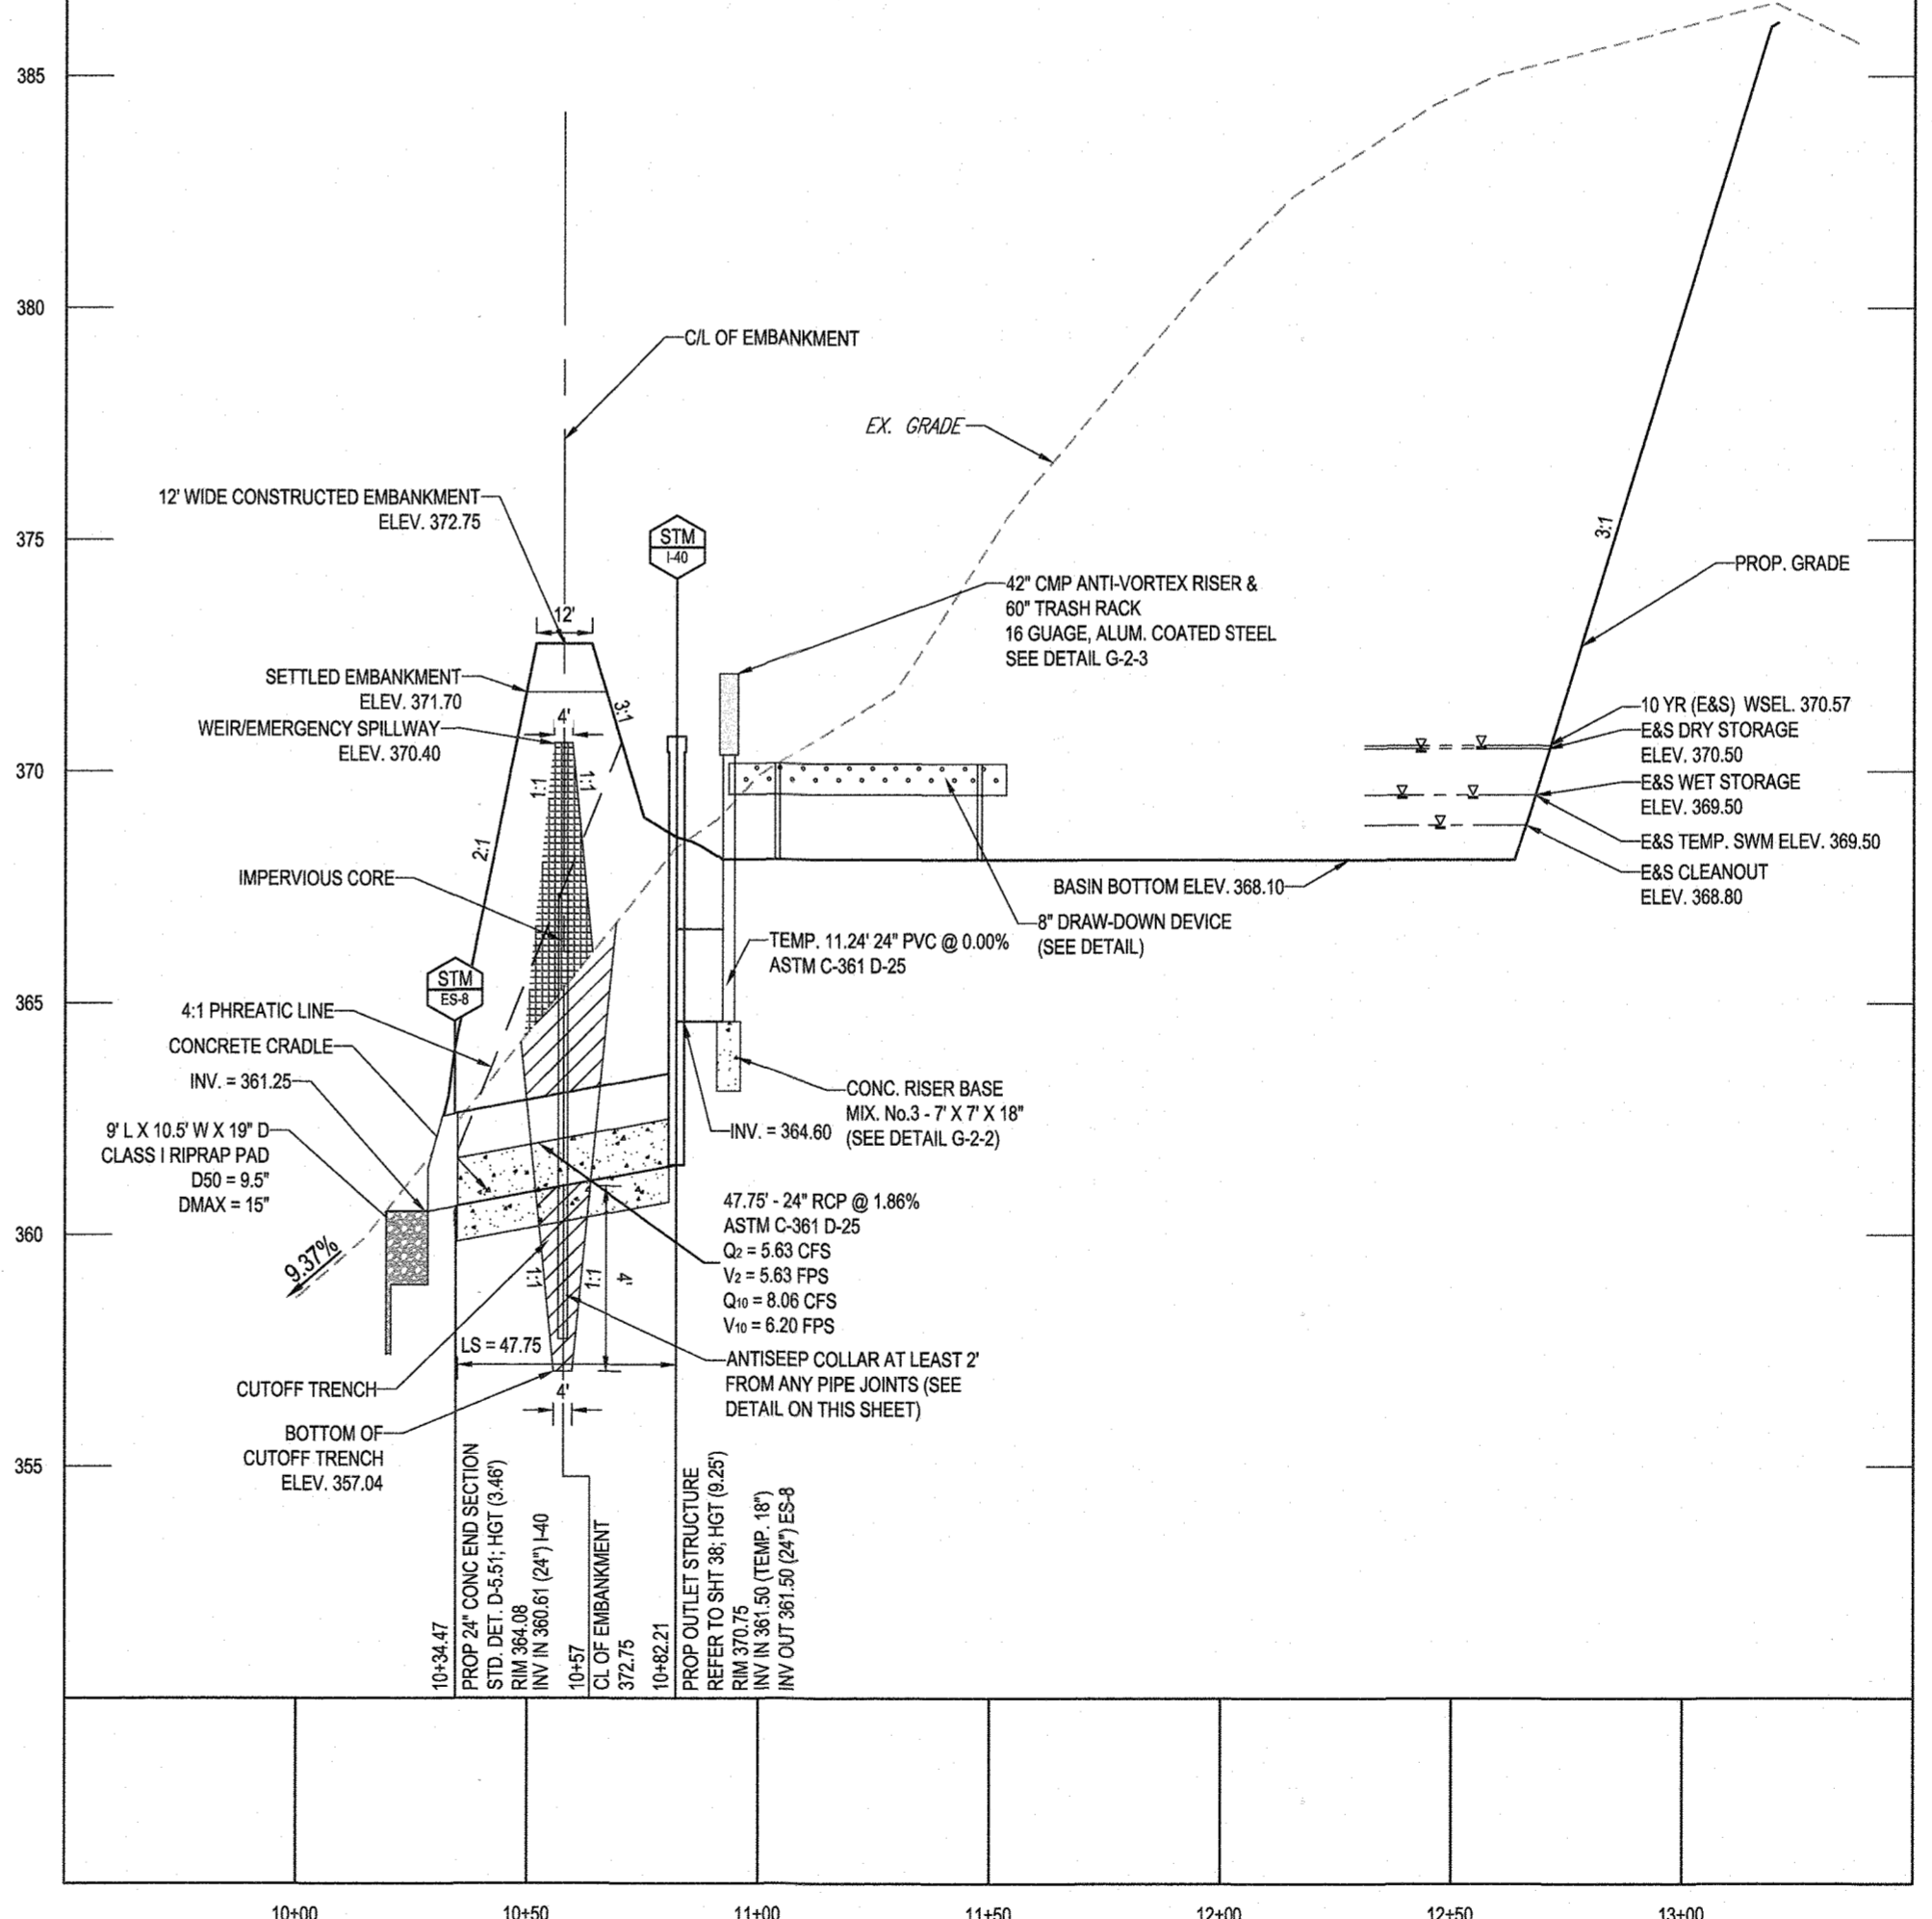 385
380
375
370
365
360
355
C/L OF EMBANKMENT
EX. GRADE
12' WIDE CONSTRUCTED EMBANKMENT
ELEV. 372.75
STM
I-40
3:1
PROP. GRADE
42" CMP ANTI-VORTEX RISER &
60" TRASH RACK
16 GUAGE, ALUM. COATED STEEL
SEE DETAIL G-2-3
12'
SETTLED EMBANKMENT
ELEV. 371.70
WEIR/EMERGENCY SPILLWAY
ELEV. 370.40
4'
3:1
1:1
1:1
2:1
10 YR (E&S) WSEL. 370.57
E&S DRY STORAGE
ELEV. 370.50
E&S WET STORAGE
ELEV. 369.50
E&S TEMP. SWM ELEV. 369.50
E&S CLEANOUT
ELEV. 368.80
BASIN BOTTOM ELEV. 368.10
8" DRAW-DOWN DEVICE
(SEE DETAIL)
IMPERVIOUS CORE
TEMP. 11.24' 24" PVC @ 0.00%
ASTM C-361 D-25
STM
ES-8
4:1 PHREATIC LINE
CONCRETE CRADLE
INV. = 361.25
9' L X 10.5' W X 19" D
CLASS I RIPRAP PAD
D50 = 9.5"
DMAX = 15"
CONC. RISER BASE
MIX. No.3 - 7' X 7' X 18"
(SEE DETAIL G-2-2)
INV. = 364.60
47.75' - 24" RCP @ 1.86%
ASTM C-361 D-25
Q2 = 5.63 CFS
V2 = 5.63 FPS
Q10 = 8.06 CFS
V10 = 6.20 FPS
9.37%
1:1
1:1
4'
LS = 47.75
ANTISEEP COLLAR AT LEAST 2'
FROM ANY PIPE JOINTS (SEE
DETAIL ON THIS SHEET)
CUTOFF TRENCH
4'
BOTTOM OF
CUTOFF TRENCH
ELEV. 357.04
10+34.47
PROP 24" CONC END SECTION
STD. DET. D-5.51; HGT (3.46')
RIM 364.08
INV IN 360.61 (24") I-40
10+57
CL OF EMBANKMENT
372.75
10+82.21
PROP OUTLET STRUCTURE
REFER TO SHT 38; HGT (9.25')
RIM 370.75
INV IN 361.50 (TEMP. 18")
INV OUT 361.50 (24") ES-8
10+00
10+50
11+00
11+50
12+00
12+50
13+00